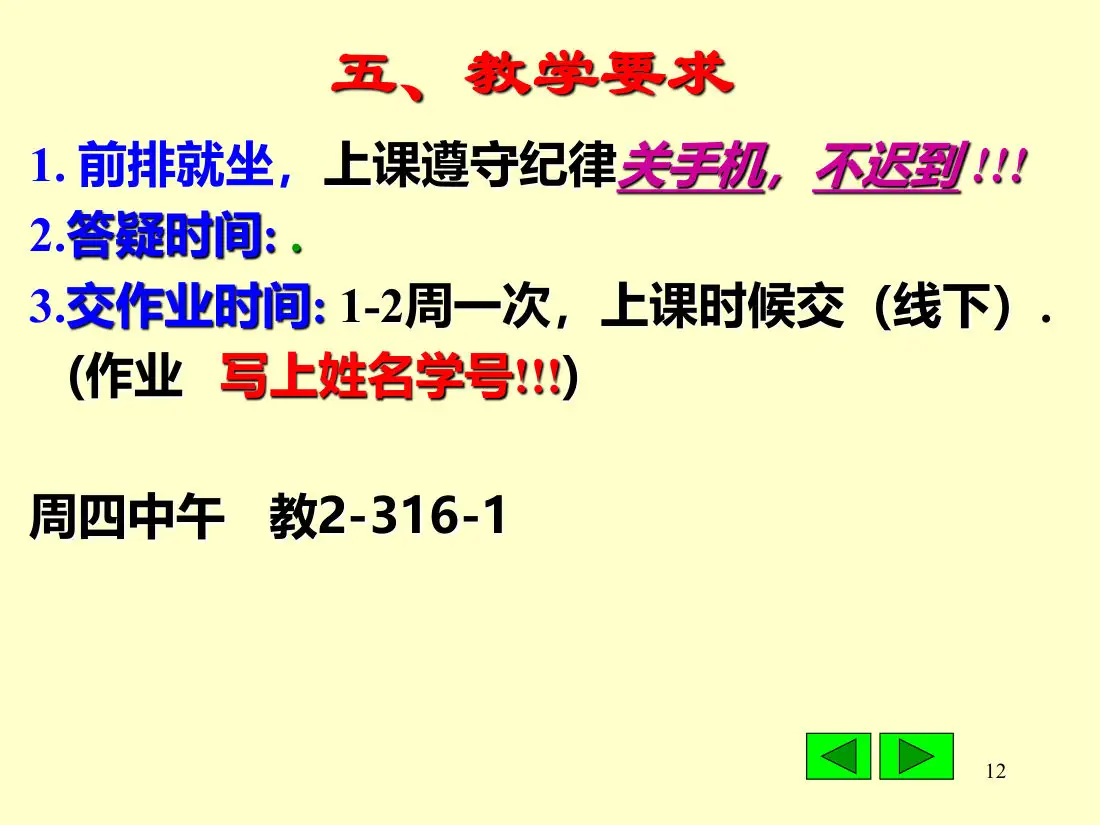 五、教学要求
1. 前排就坐，上课遵守纪律关手机，不迟到!!!
2.答疑时间: .
3.交作业时间: 1-2周一次，上课时候交（线下）.
(作业 写上姓名学号!!!)
周四中午 教2-316-1
12